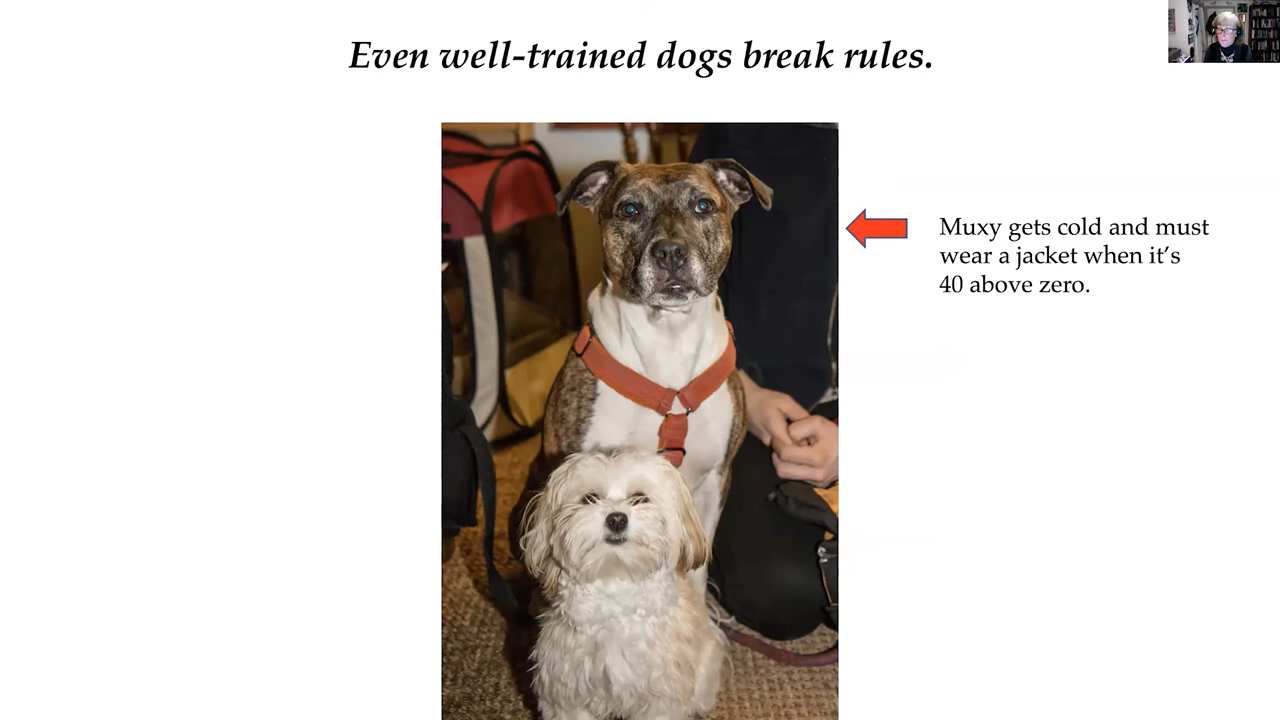 Even well-trained dogs break rules.
Muxy gets cold and must
wear a jacket when it’s
40 above zero.